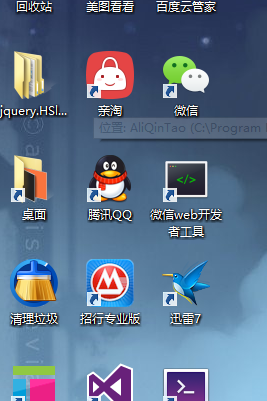 回收站 美图看看 百度云管家
jquery.HSl... 亲淘 微信
位置: AliQinTao (C:\Program
桌面 腾讯QQ 微信web开发
者工具
清理垃圾 招行专业版 迅雷7